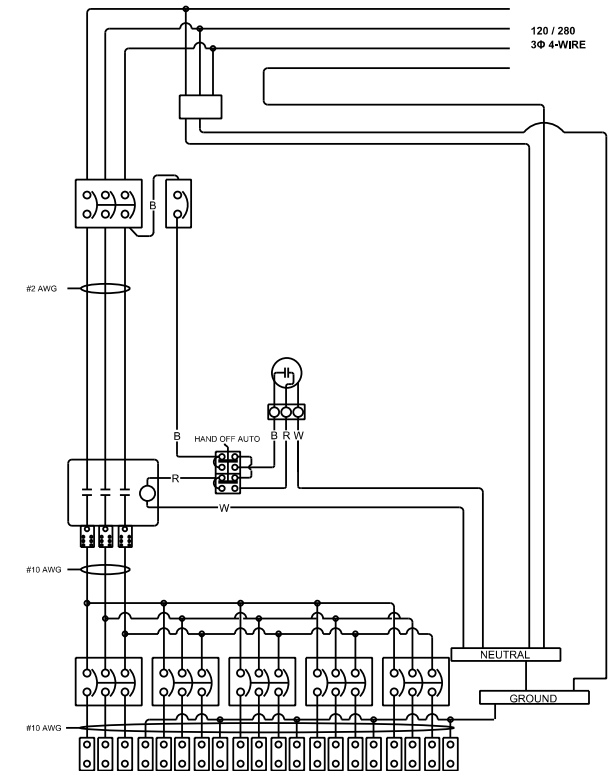 120 / 280
3Φ 4-WIRE
B
#2 AWG
B
HAND OFF AUTO
B R W
R
W
#10 AWG
NEUTRAL
GROUND
#10 AWG